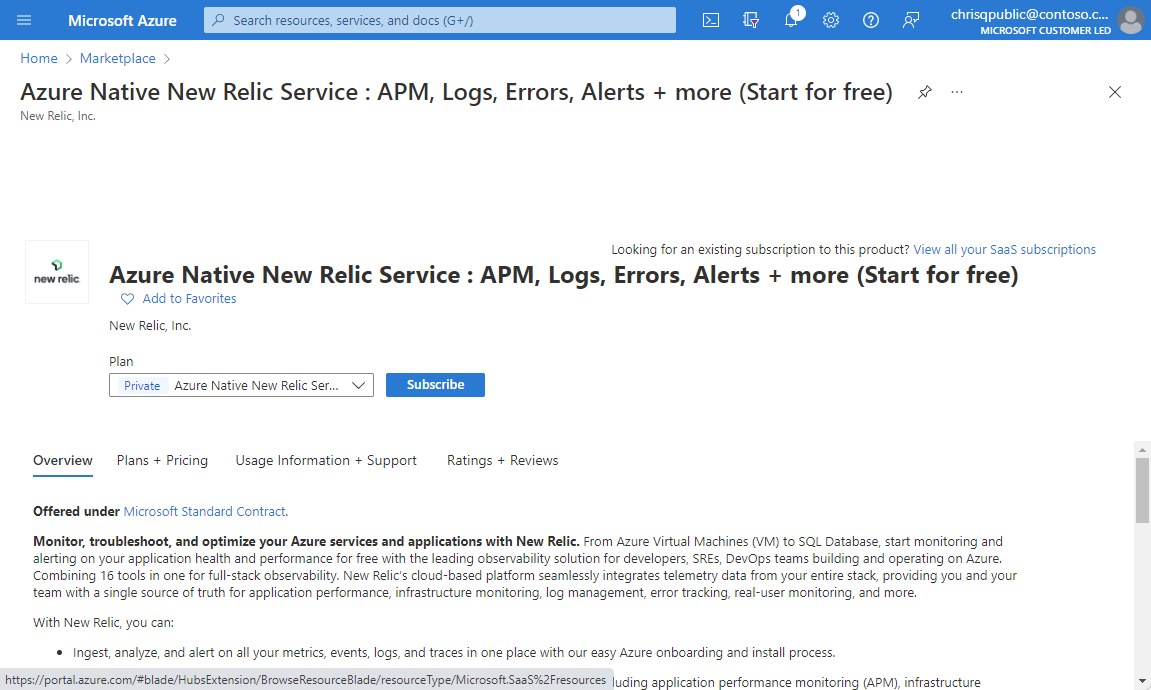 Microsoft Azure
Search resources, services, and docs (G+/)
1
chrisqpublic@contoso.c...
MICROSOFT CUSTOMER LED
Home > Marketplace >
Azure Native New Relic Service : APM, Logs, Errors, Alerts + more (Start for free)
...
New Relic, Inc.
Looking for an existing subscription to this product? View all your SaaS subscriptions
new relic
Azure Native New Relic Service : APM, Logs, Errors, Alerts + more (Start for free)
Add to Favorites
New Relic, Inc.
Plan
Private Azure Native New Relic Ser...
Subscribe
Overview Plans + Pricing Usage Information + Support Ratings + Reviews
Offered under Microsoft Standard Contract.
Monitor, troubleshoot, and optimize your Azure services and applications with New Relic. From Azure Virtual Machines (VM) to SQL Database, start monitoring and
alerting on your application health and performance for free with the leading observability solution for developers, SREs, DevOps teams building and operating on Azure.
Combining 16 tools in one for full-stack observability. New Relic's cloud-based platform seamlessly integrates telemetry data from your entire stack, providing you and your
team with a single source of truth for application performance, infrastructure monitoring, log management, error tracking, real-user monitoring, and more.
With New Relic, you can:
• Ingest, analyze, and alert on all your metrics, events, logs, and traces in one place with our easy Azure onboarding and install process.
https://portal.azure.com/#blade/HubsExtension/BrowseResourceBlade/resourceType/Microsoft.SaaS%2Fresources
luding application performance monitoring (APM), infrastructure